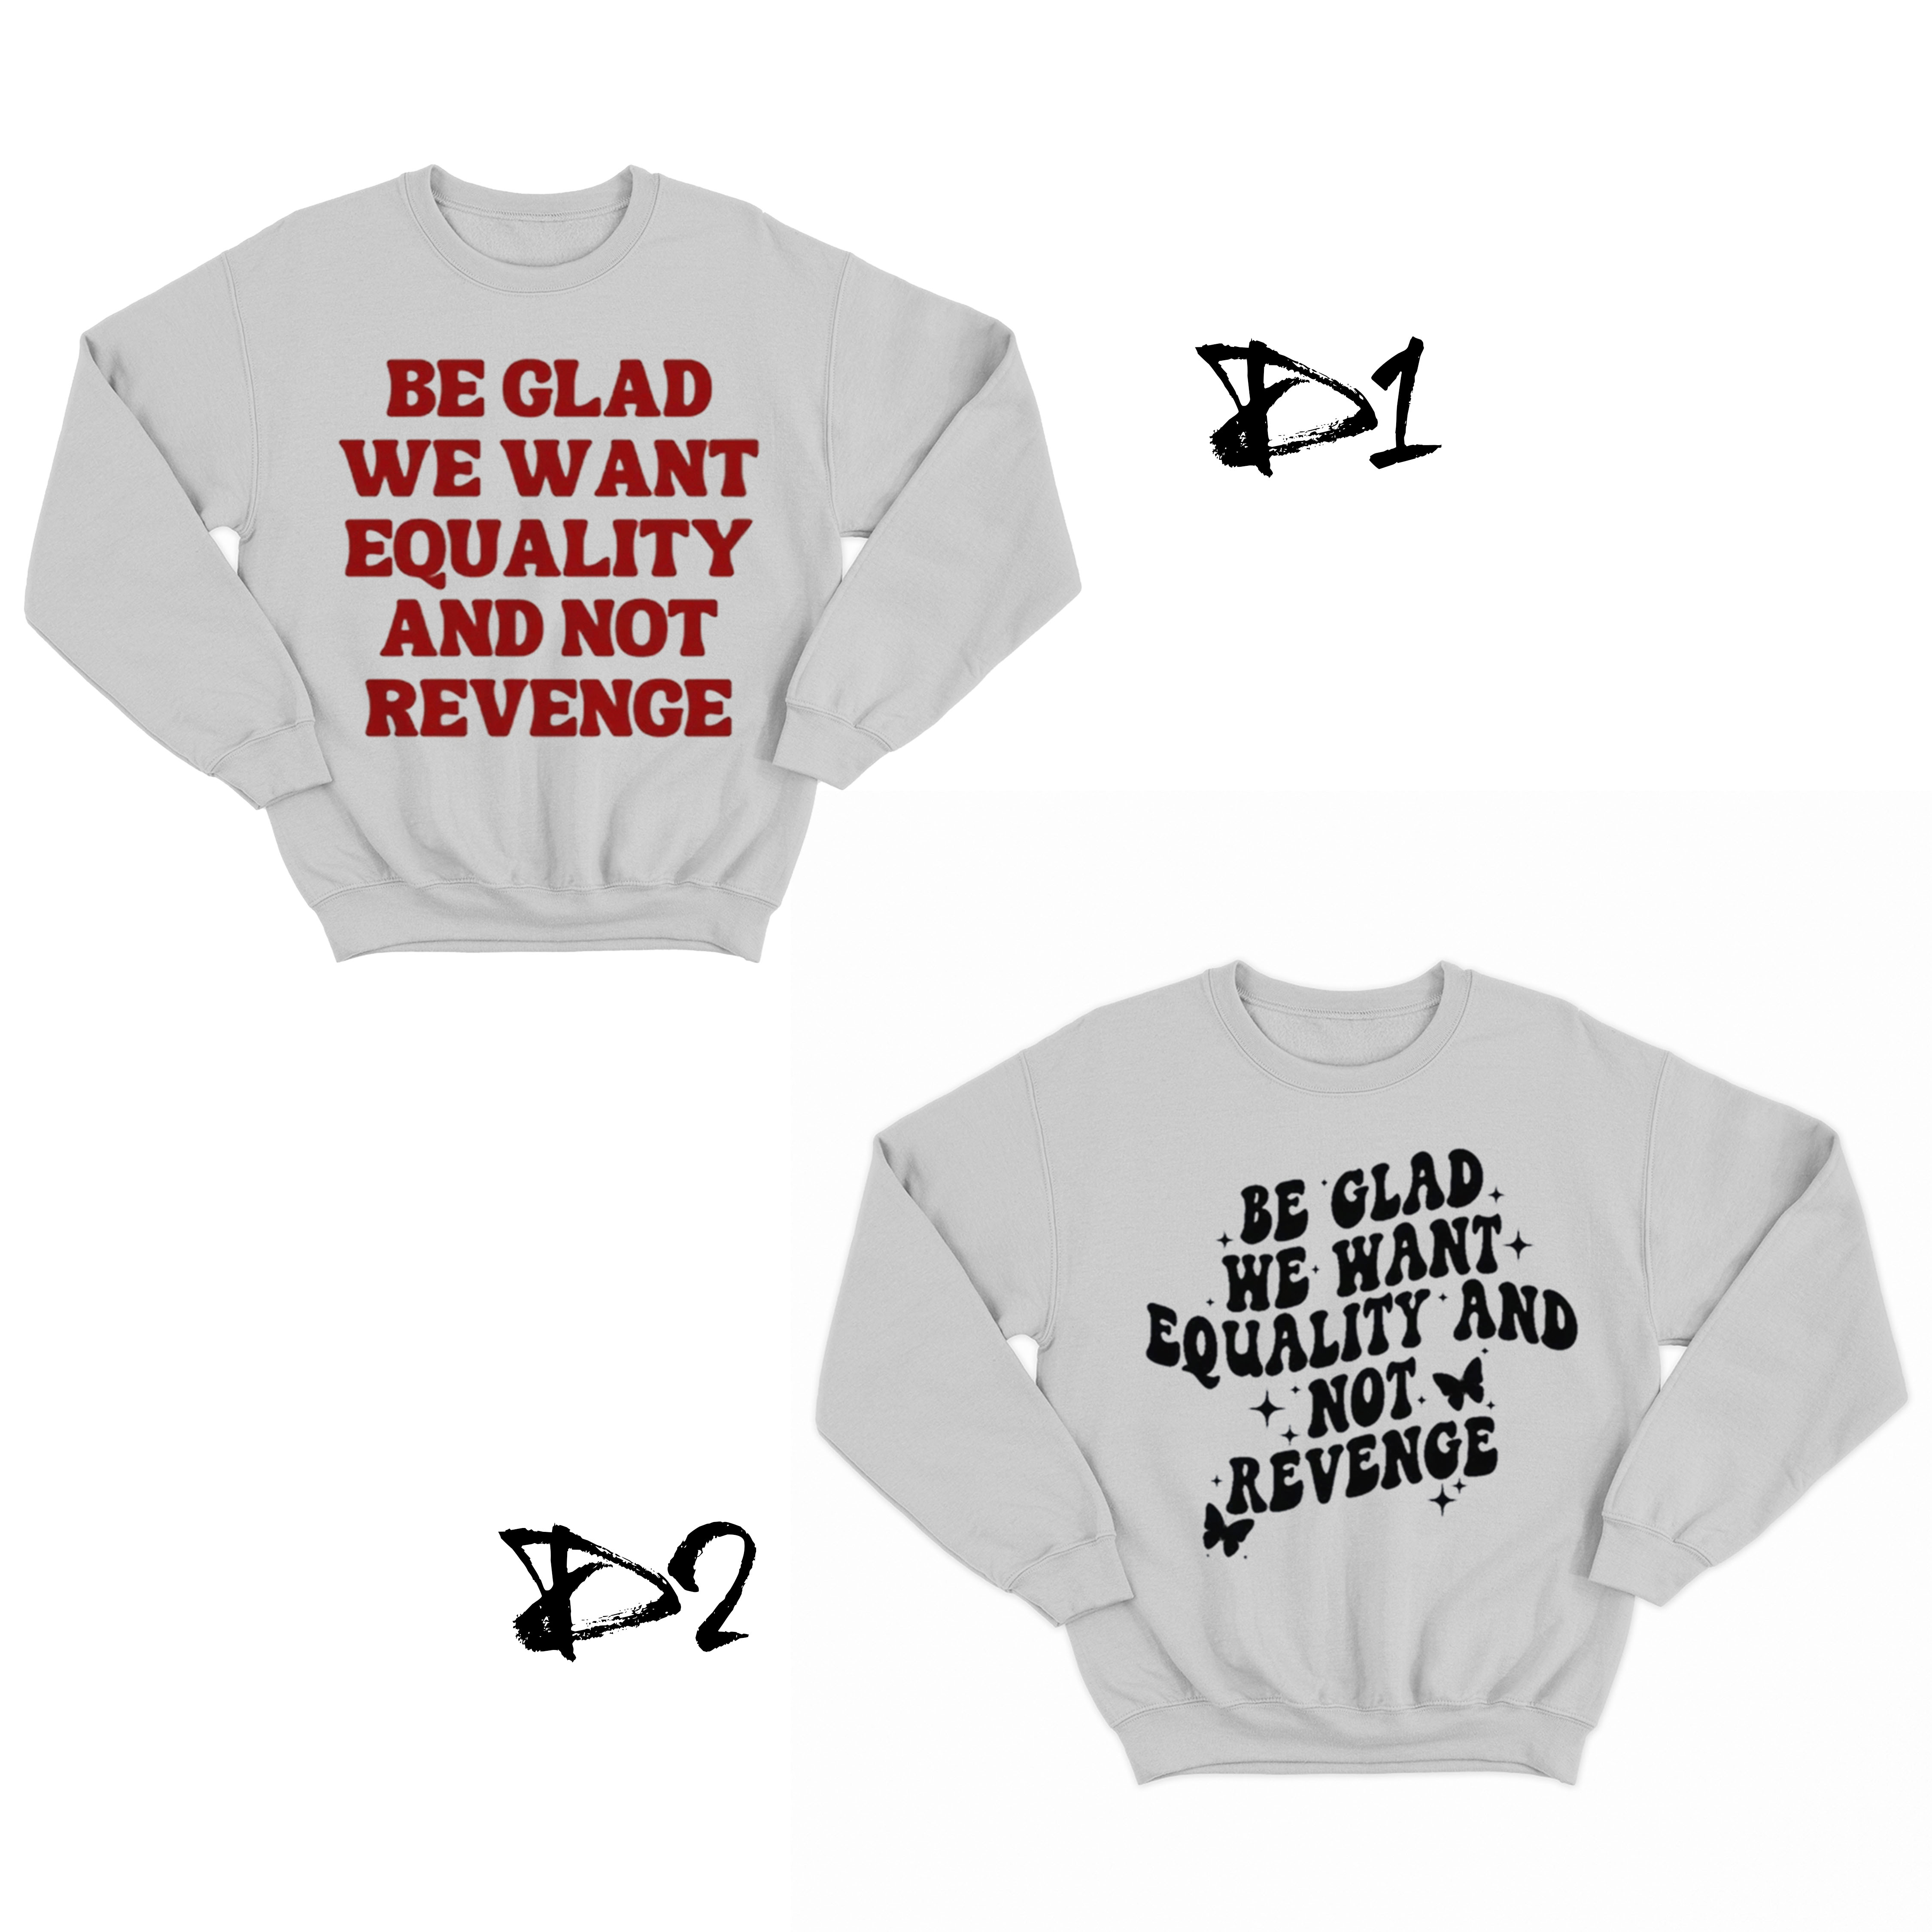 BE GLAD
WE WANT
EQUALITY
AND NOT
REVENGE
D1
BE GLAD
WE WANT
EQUALITY AND
NOT
REVENGE
D2